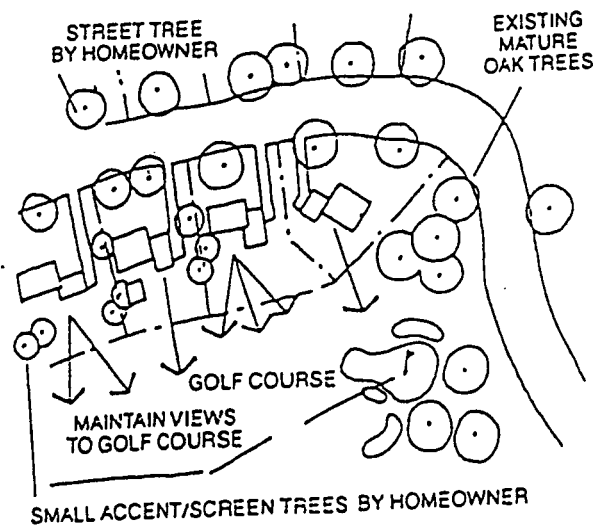 STREET TREE
BY HOMEOWNER
EXISTING
MATURE
OAK TREES
GOLF COURSE
MAINTAIN VIEWS
TO GOLF COURSE
SMALL ACCENT/SCREEN TREES BY HOMEOWNER